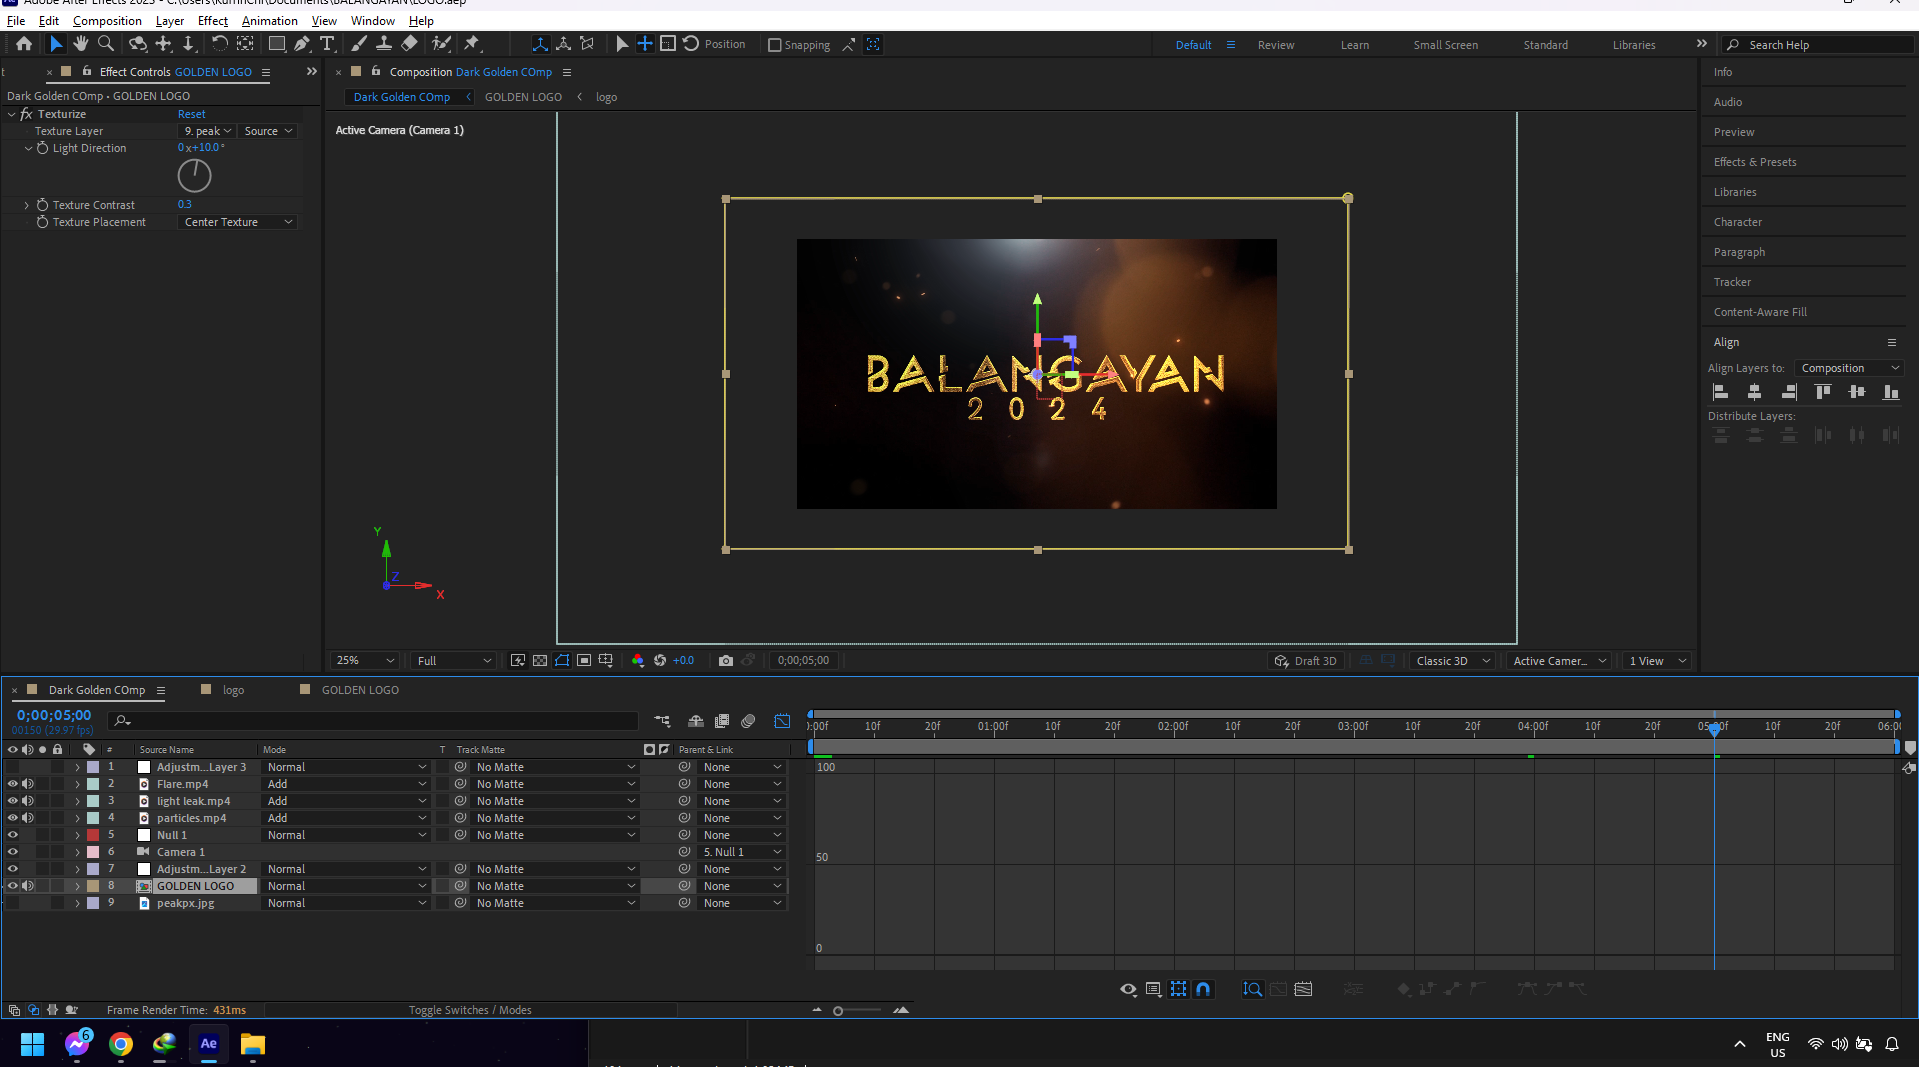 Adobe After Effects 2023 - C:\Users\KuffinChi\Documents\BALANGAYAN\LOGO.aep
File Edit Composition Layer Effect Animation View Window Help
Position Snapping Default Review Learn Small Screen Standard Libraries Search Help
Effect Controls GOLDEN LOGO
Dark Golden COmp • GOLDEN LOGO
fx Texturize Reset
Texture Layer 9. peak Source
Light Direction 0 x+10.0 °
Texture Contrast 0.3
Texture Placement Center Texture
Composition Dark Golden COmp
Dark Golden COmp GOLDEN LOGO logo
Active Camera (Camera 1)
BALANGAYAN
2024
Y
Z
X
25% Full +0.0 0;00;05;00 Draft 3D Classic 3D Active Camer... 1 View
Info
Audio
Preview
Effects & Presets
Libraries
Character
Paragraph
Tracker
Content-Aware Fill
Align
Align Layers to: Composition
Distribute Layers:
Dark Golden COmp logo GOLDEN LOGO
0;00;05;00
00150 (29.97 fps)
:00f 10f 20f 01:00f 10f 20f 02:00f 10f 20f 03:00f 10f 20f 04:00f 10f 20f 05:00f 10f 20f 06:00
# Source Name Mode T Track Matte Parent & Link
1 Adjustm...Layer 3 Normal No Matte None
2 Flare.mp4 Add No Matte None
3 light leak.mp4 Add No Matte None
4 particles.mp4 Add No Matte None
5 Null 1 Normal No Matte None
6 Camera 1 5. Null 1
7 Adjustm...Layer 2 Normal No Matte None
8 GOLDEN LOGO Normal No Matte None
9 peakpx.jpg Normal No Matte None
100
50
0
Frame Render Time: 431ms Toggle Switches / Modes
6
Ae
ENG
US